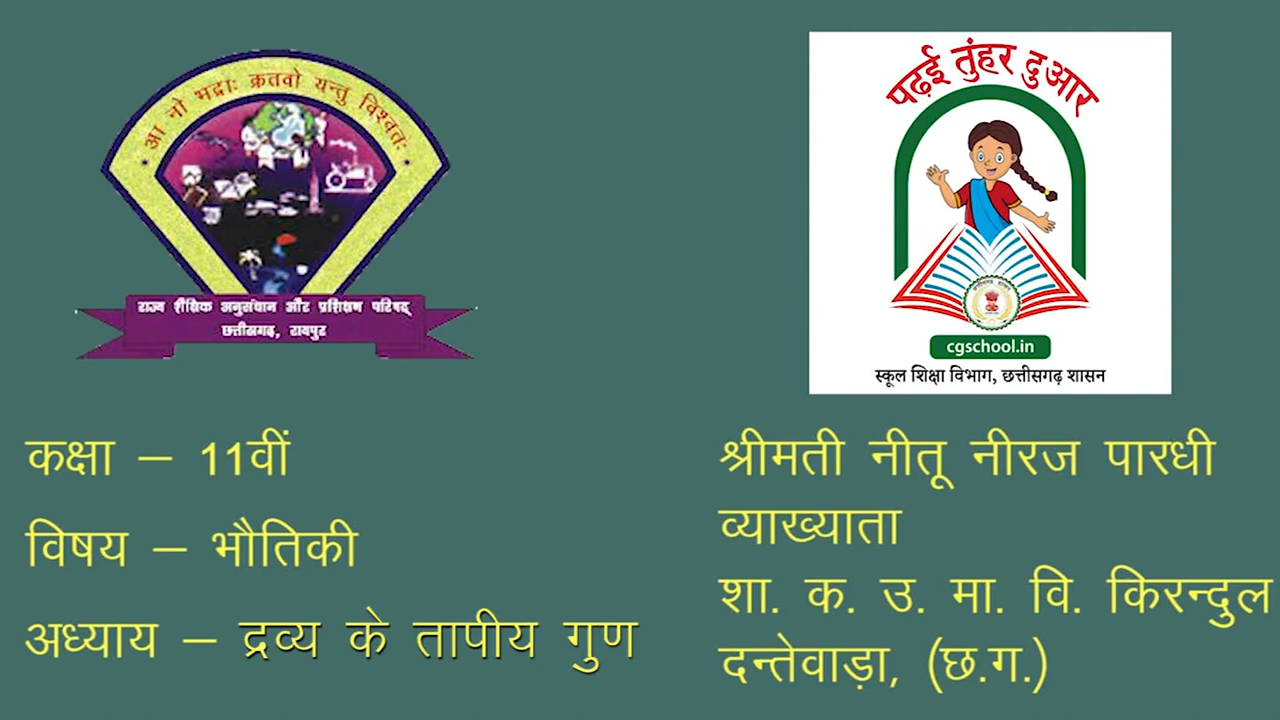 आ नो भद्राः क्रतवो यन्तु विश्वतः
राज्य शैक्षिक अनुसंधान और प्रशिक्षण परिषद्
छत्तीसगढ़, रायपुर
पढ़ई तुंहर दुआर
cgschool.in
स्कूल शिक्षा विभाग, छत्तीसगढ़ शासन
कक्षा – 11वीं
विषय – भौतिकी
अध्याय – द्रव्य के तापीय गुण
श्रीमती नीतू नीरज पारधी
व्याख्याता
शा. क. उ. मा. वि. किरन्दुल
दन्तेवाड़ा, (छ.ग.)